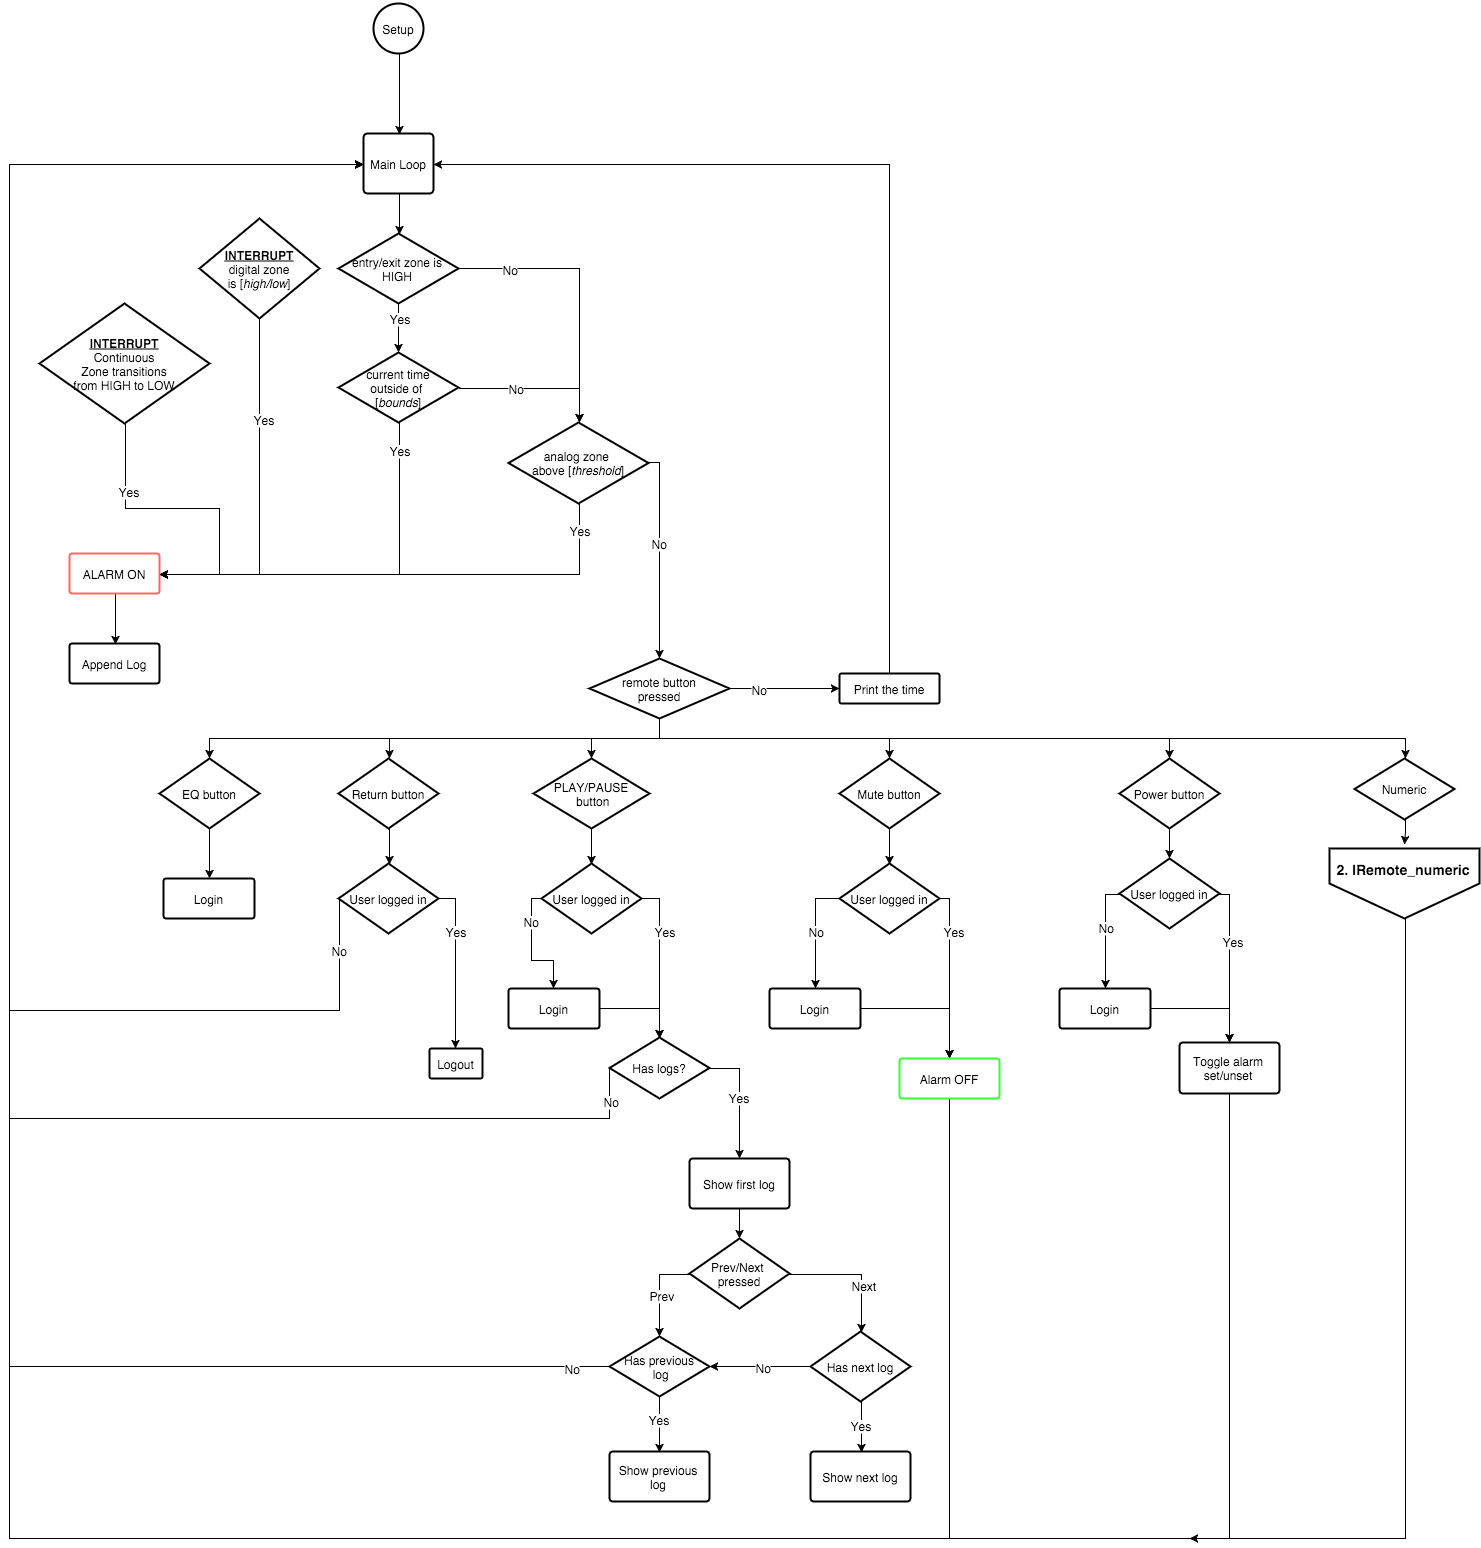 Setup
Main Loop
INTERRUPT
digital zone
is [high/low]
entry/exit zone is
HIGH
No
Yes
INTERRUPT
Continuous
Zone transitions
from HIGH to LOW
current time
outside of
[bounds]
No
Yes
Yes
analog zone
above [threshold]
Yes
Yes
No
ALARM ON
Append Log
remote button
pressed
No
Print the time
EQ button
Return button
PLAY/PAUSE
button
Mute button
Power button
Numeric
2. IRemote_numeric
Login
User logged in
User logged in
User logged in
User logged in
No
Yes
No
Yes
No
Yes
No
Yes
Login
Login
Login
Logout
Has logs?
Alarm OFF
Toggle alarm
set/unset
No
Yes
Show first log
Prev/Next
pressed
Prev
Next
Has previous
log
Has next log
No
No
Yes
Yes
Show previous
log
Show next log